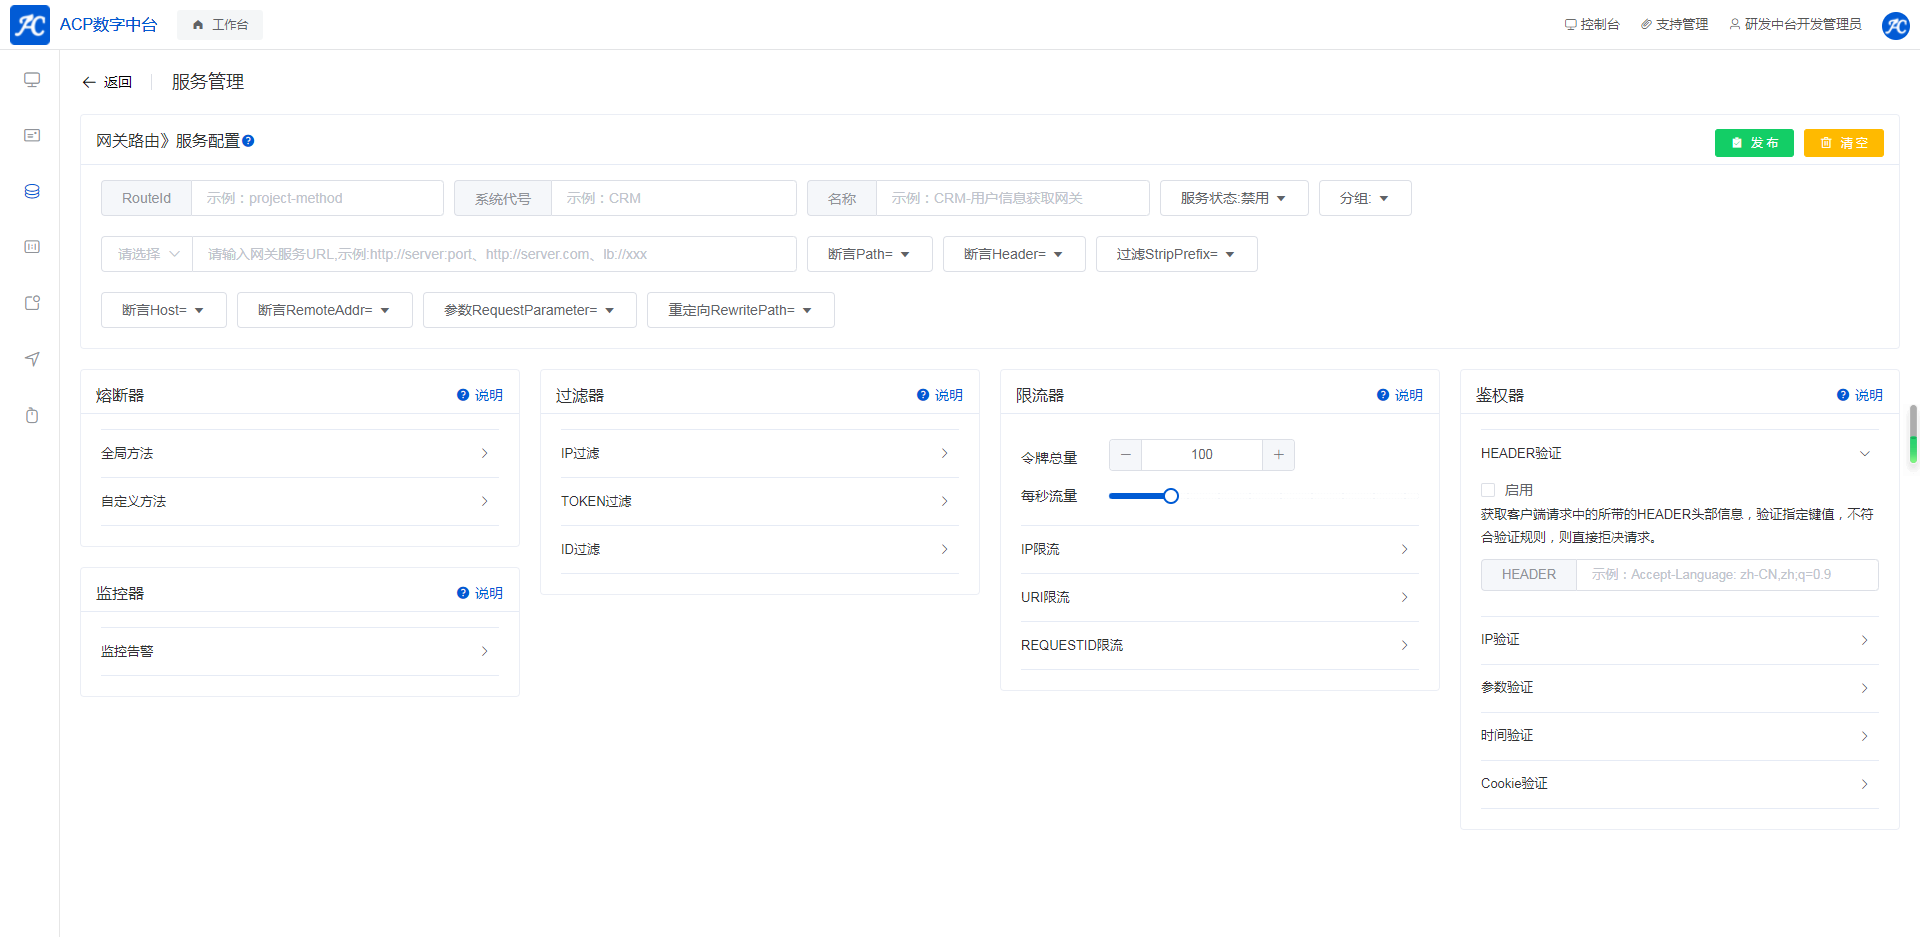 AC ACP数字中台 工作台 控制台 支持管理 研发中台开发管理员 AC
返回 服务管理
网关路由》服务配置 发布 清空
RouteId 示例：project-method 系统代号 示例：CRM 名称 示例：CRM-用户信息获取网关 服务状态:禁用 分组:
请选择 请输入网关服务URL,示例:http://server:port、http://server.com、lb://xxx 断言Path= 断言Header= 过滤StripPrefix=
断言Host= 断言RemoteAddr= 参数RequestParameter= 重定向RewritePath=
熔断器 说明
全局方法
自定义方法
监控器 说明
监控告警
过滤器 说明
IP过滤
TOKEN过滤
ID过滤
限流器 说明
令牌总量 100
每秒流量
IP限流
URI限流
REQUESTID限流
鉴权器 说明
HEADER验证
启用
获取客户端请求中的所带的HEADER头部信息，验证指定键值，不符
合验证规则，则直接拒决请求。
HEADER 示例：Accept-Language: zh-CN,zh;q=0.9
IP验证
参数验证
时间验证
Cookie验证